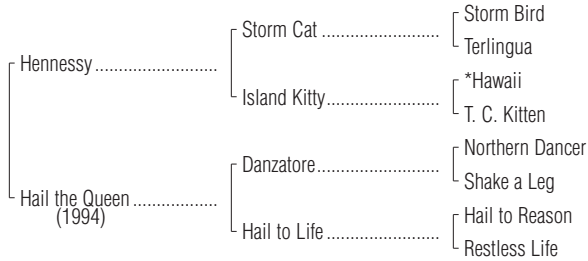 Storm Bird
Storm Cat ..............................
Terlingua
Hennessy ..........................
*Hawaii
Island Kitty............................
T. C. Kitten
Northern Dancer
Danzatore..............................
Shake a Leg
Hail the Queen ..................
(1994)
Hail to Reason
Hail to Life ............................
Restless Life